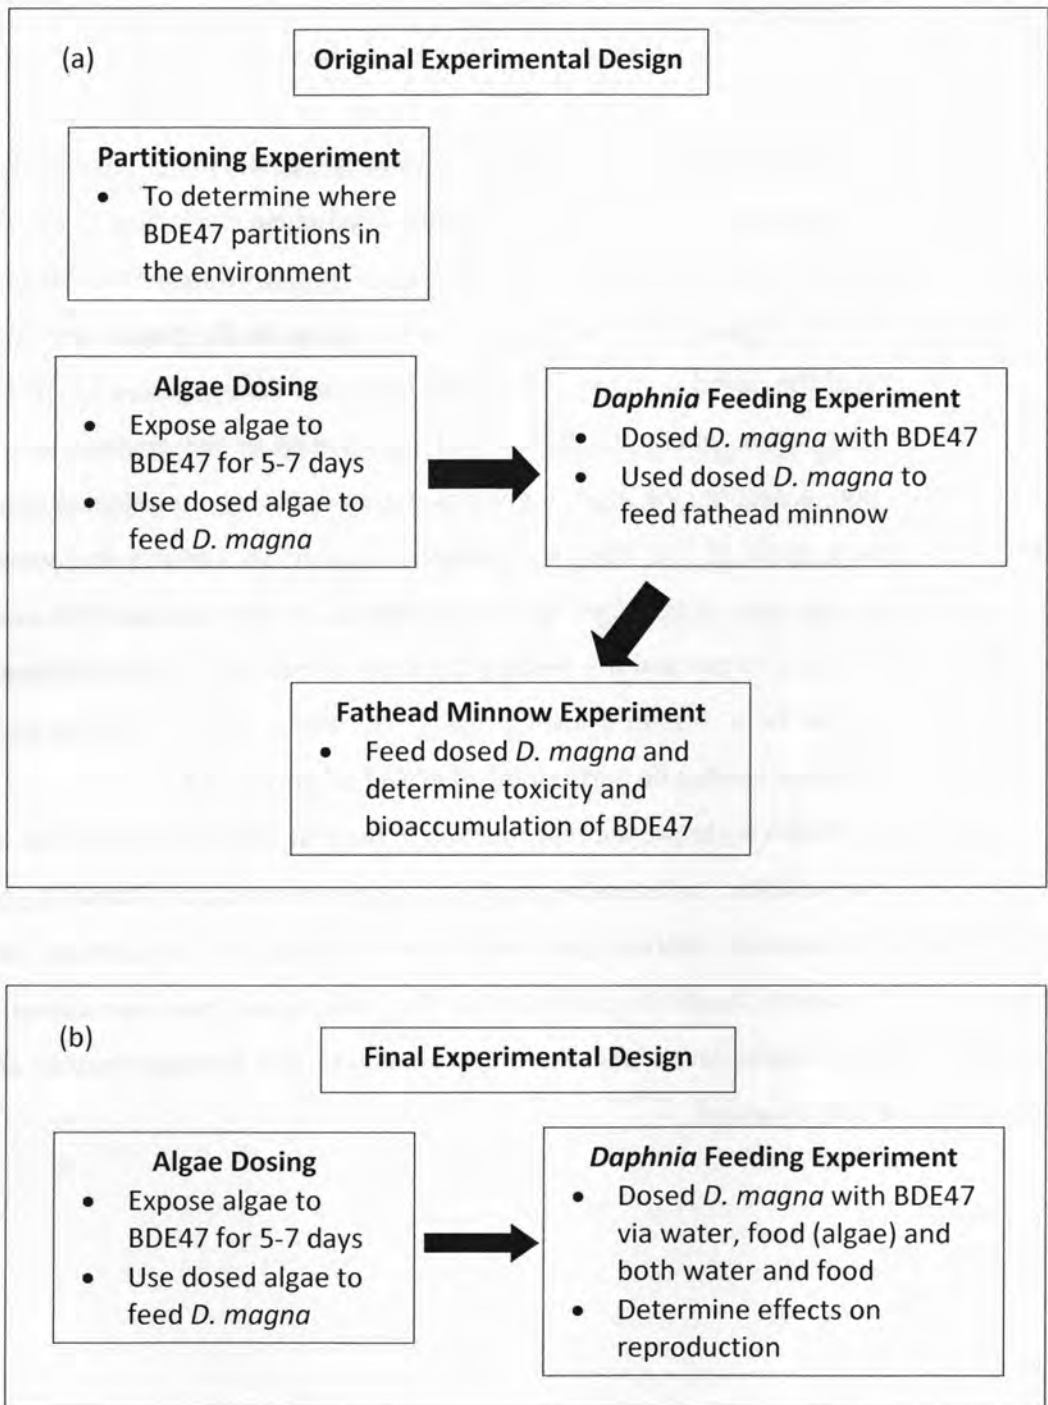 (a)
Original Experimental Design
Partitioning Experiment
• To determine where
BDE47 partitions in
the environment
Algae Dosing
• Expose algae to
BDE47 for 5-7 days
• Use dosed algae to
feed D. magna
Daphnia Feeding Experiment
• Dosed D. magna with BDE47
• Used dosed D. magna to
feed fathead minnow
Fathead Minnow Experiment
• Feed dosed D. magna and
determine toxicity and
bioaccumulation of BDE47
(b)
Final Experimental Design
Algae Dosing
• Expose algae to
BDE47 for 5-7 days
• Use dosed algae to
feed D. magna
Daphnia Feeding Experiment
• Dosed D. magna with BDE47
via water, food (algae) and
both water and food
• Determine effects on
reproduction